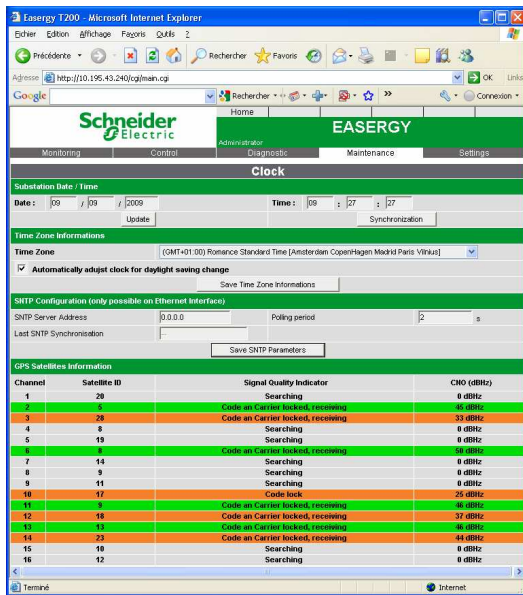 Easergy T200 - Microsoft Internet Explorer
Fichier Edition Affichage Favoris Outils ?
Précédente Rechercher Favoris
Adresse http://10.195.43.240/cgi/main.cgi OK Liens
Google Rechercher Connexion
Schneider Electric
Home
EASERGY
Administrator
Monitoring Control Diagnostic Maintenance Settings
Clock
Substation Date / Time
Date : 09 / 09 / 2009 Time : 09 : 27 : 27
Update Synchronization
Time Zone Informations
Time Zone (GMT+01:00) Romance Standard Time [Amsterdam CopenHagen Madrid Paris Vilnius]
Automatically adujst clock for daylight saving change
Save Time Zone Informations
SNTP Configuration (only possible on Ethernet Interface)
SNTP Server Address 0.0.0.0 Polling period 2 s
Last SNTP Synchronisation --
Save SNTP Parameters
GPS Satellites Information
Channel Satellite ID Signal Quality Indicator CHO (dBHz)
1 20 Searching 0 dBHz
2 5 Code an Carrier locked, receiving 45 dBHz
3 28 Code an Carrier locked, receiving 33 dBHz
4 8 Searching 0 dBHz
5 19 Searching 0 dBHz
6 8 Code an Carrier locked, receiving 50 dBHz
7 14 Searching 0 dBHz
8 9 Searching 0 dBHz
9 11 Searching 0 dBHz
10 17 Code lock 25 dBHz
11 9 Code an Carrier locked, receiving 46 dBHz
12 18 Code an Carrier locked, receiving 37 dBHz
13 13 Code an Carrier locked, receiving 46 dBHz
14 23 Code an Carrier locked, receiving 44 dBHz
15 10 Searching 0 dBHz
16 12 Searching 0 dBHz
Terminé Internet